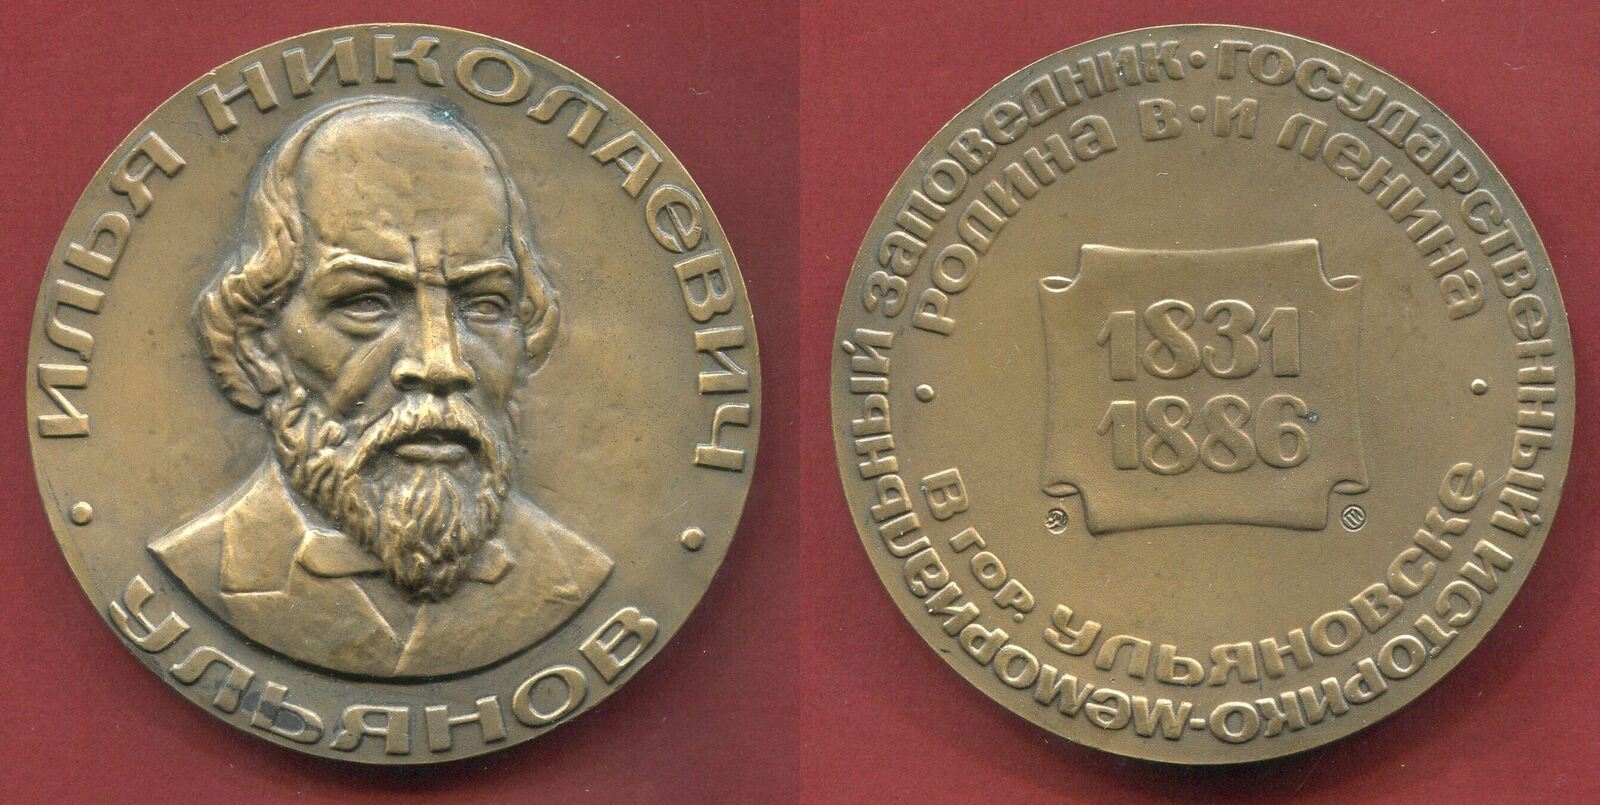 ИЛЬЯ НИКОЛАЕВИЧ
УЛЬЯНОВ
ГОСУДАРСТВЕННЫЙ ИСТОРИКО-МЕМОРИАЛЬНЫЙ ЗАПОВЕДНИК
РОДИНА В·И ЛЕНИНА
1831
1886
В ГОР. УЛЬЯНОВСКЕ